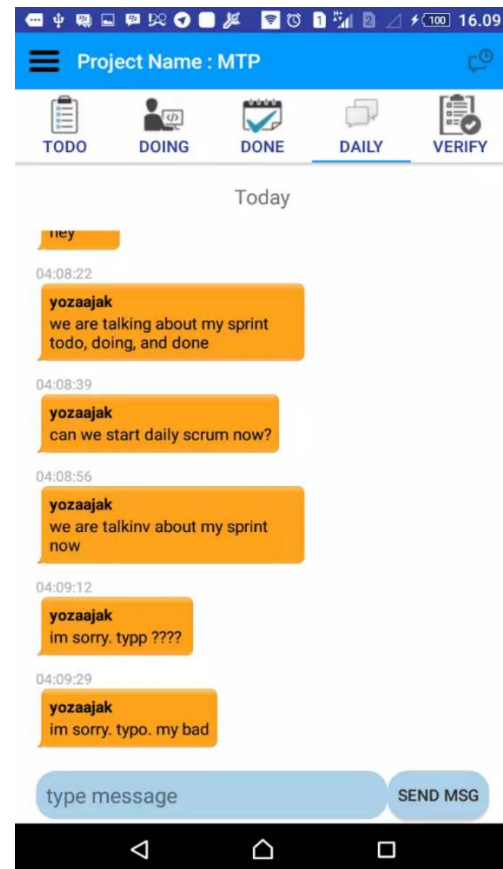 100 16.09
Project Name : MTP
TODO DOING DONE DAILY VERIFY
Today
hey
04:08:22
yozaajak
we are talking about my sprint
todo, doing, and done
04:08:39
yozaajak
can we start daily scrum now?
04:08:56
yozaajak
we are talkinv about my sprint
now
04:09:12
yozaajak
im sorry. typp ????
04:09:29
yozaajak
im sorry. typo. my bad
type message SEND MSG